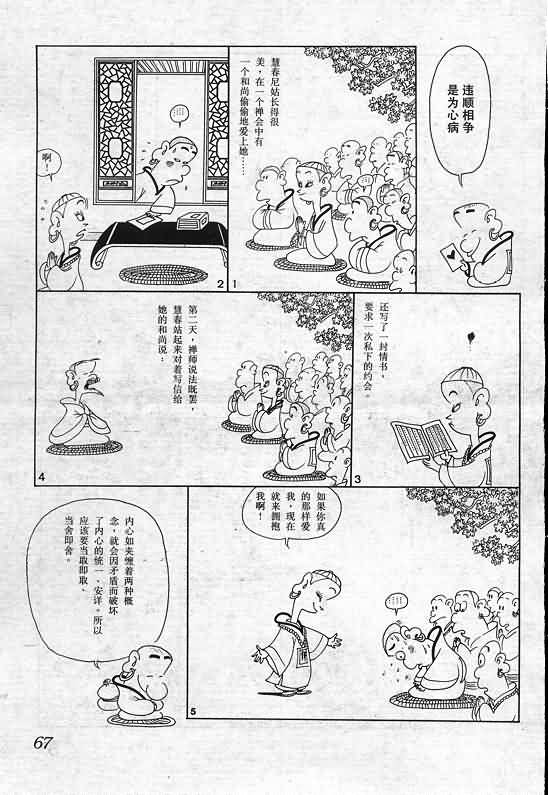 违顺相争
是为心病
慧春尼姑长得很
美，在一个禅会中有
一个和尚偷偷地爱上她……
1
啊！
2
还写了一封情书，
要求一次私下的约会
3
第二天，禅师说法既罢，
慧春站起来对着写信给
她的和尚说：
4
如果你真
的那样爱
我，现在
就来拥抱
我啊！
5
内心如夹缠着两种概
念，就会因矛盾而破坏
了内心的统一、安详。所以
应该要当取即取、
当舍即舍。
67